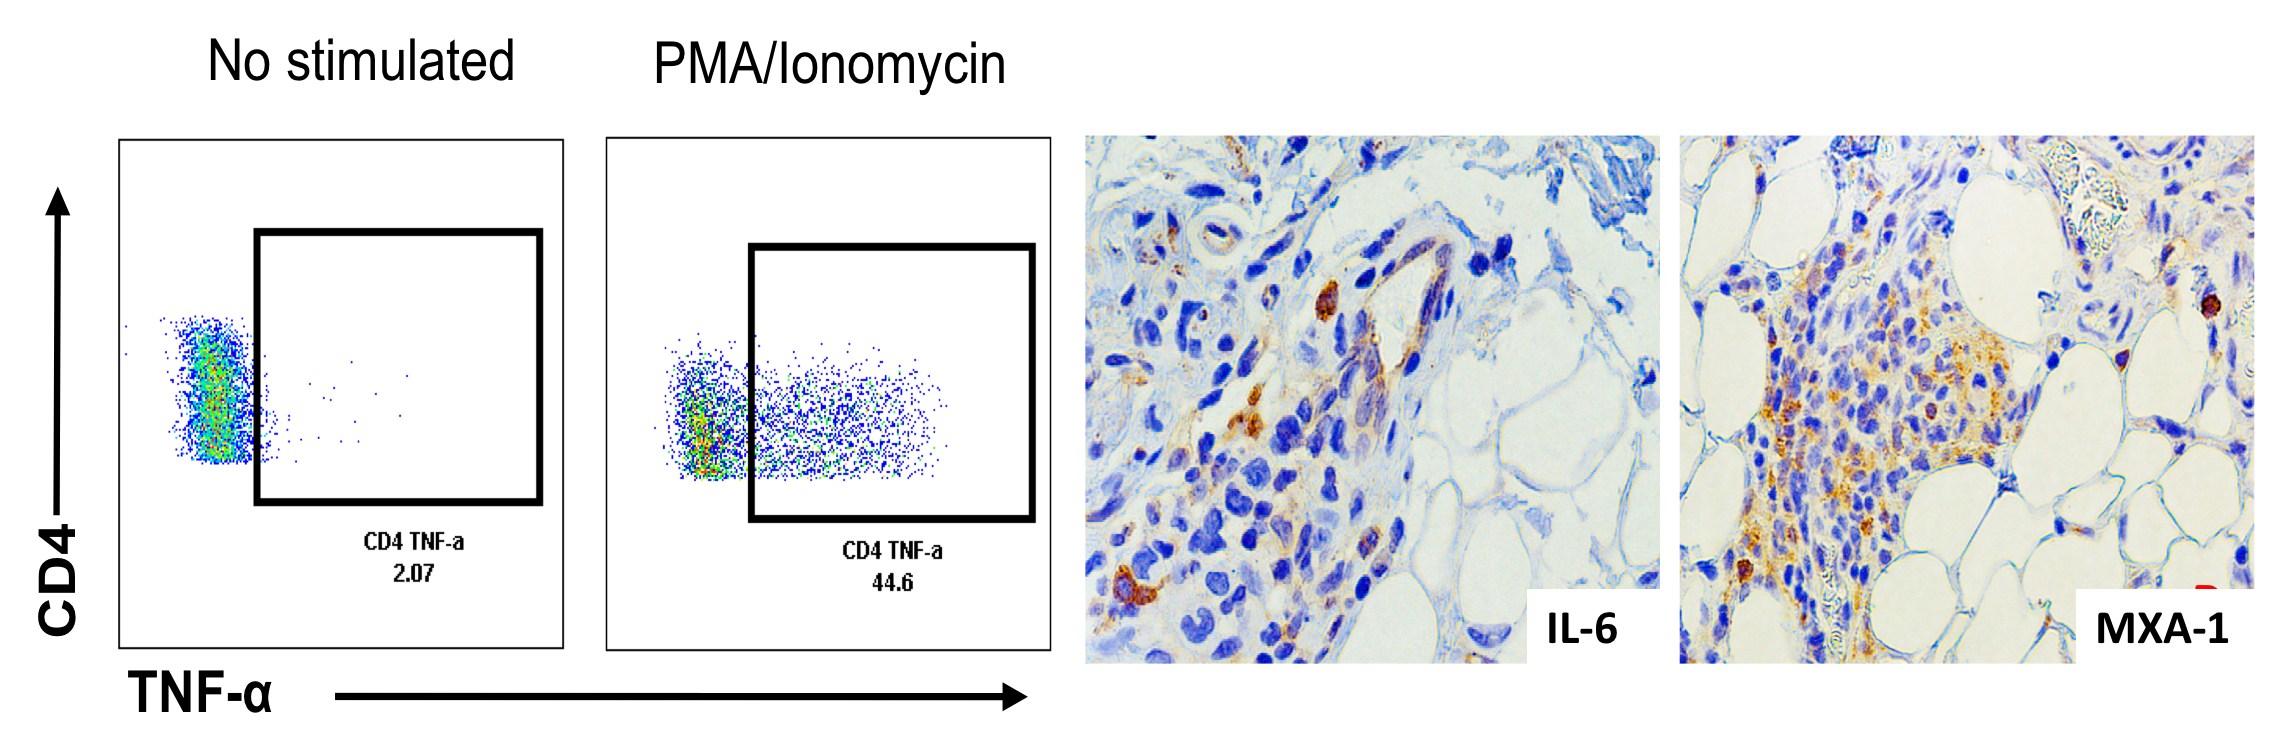 No stimulated
PMA/Ionomycin
CD4
CD4 TNF-a
2.07
CD4 TNF-a
44.6
TNF-α
IL-6
MXA-1